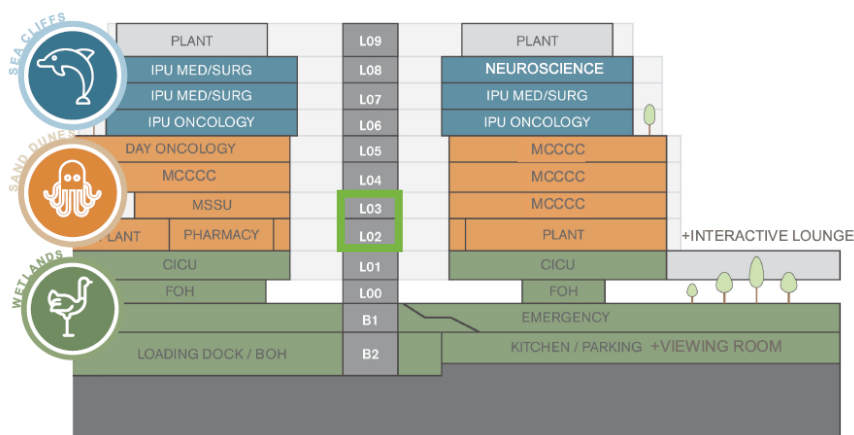 SEA CLIFFS
PLANT L09 PLANT
IPU MED/SURG L08 NEUROSCIENCE
IPU MED/SURG L07 IPU MED/SURG
IPU ONCOLOGY L06 IPU ONCOLOGY
SAND DUNES
DAY ONCOLOGY L05 MCCCC
MCCCC L04 MCCCC
MSSU L03 MCCCC
PLANT PHARMACY L02 PLANT +INTERACTIVE LOUNGE
WETLANDS
CICU L01 CICU
FOH L00 FOH
B1 EMERGENCY
LOADING DOCK / BOH B2 KITCHEN / PARKING +VIEWING ROOM